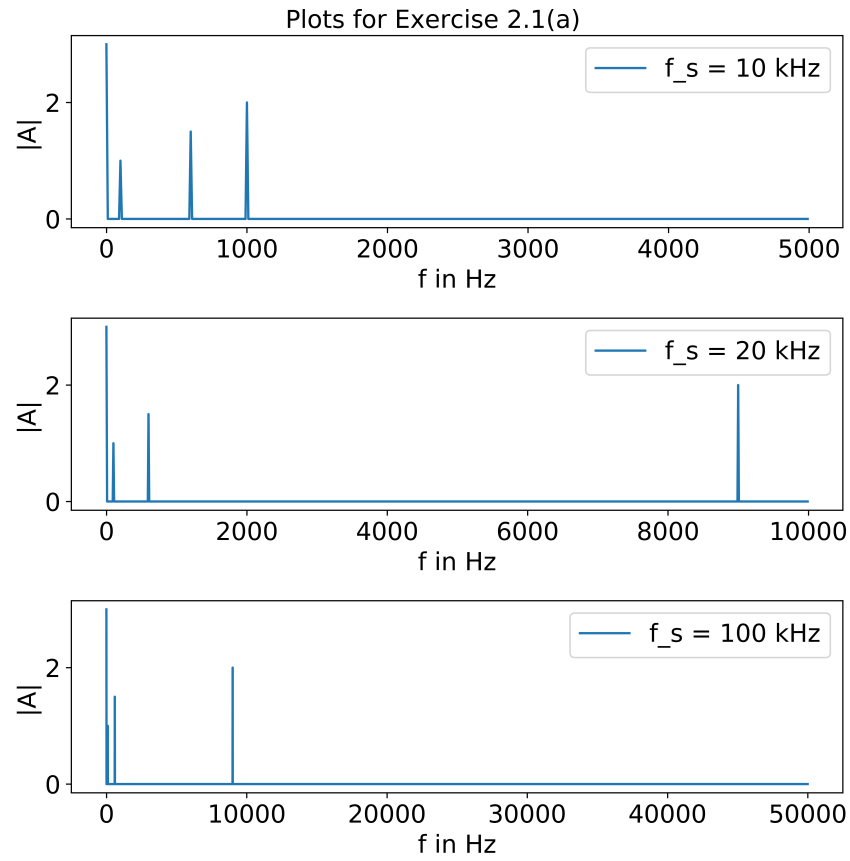 Plots for Exercise 2.1(a)
f_s = 10 kHz
|A|
2
0
0 1000 2000 3000 4000 5000
f in Hz
f_s = 20 kHz
|A|
2
0
0 2000 4000 6000 8000 10000
f in Hz
f_s = 100 kHz
|A|
2
0
0 10000 20000 30000 40000 50000
f in Hz